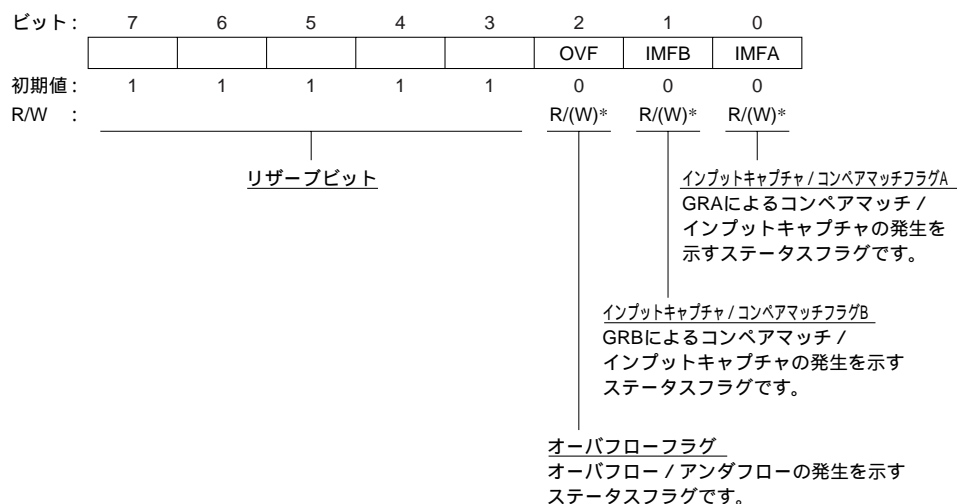 ビット : 7 6 5 4 3 2 1 0
OVF IMFB IMFA
初期値 : 1 1 1 1 1 0 0 0
R/W : R/(W)* R/(W)* R/(W)*
リザーブビット
インプットキャプチャ / コンペアマッチフラグA
GRAによるコンペアマッチ /
インプットキャプチャの発生を
示すステータスフラグです。
インプットキャプチャ / コンペアマッチフラグB
GRBによるコンペアマッチ /
インプットキャプチャの発生を示す
ステータスフラグです。
オーバフローフラグ
オーバフロー / アンダフローの発生を示す
ステータスフラグです。